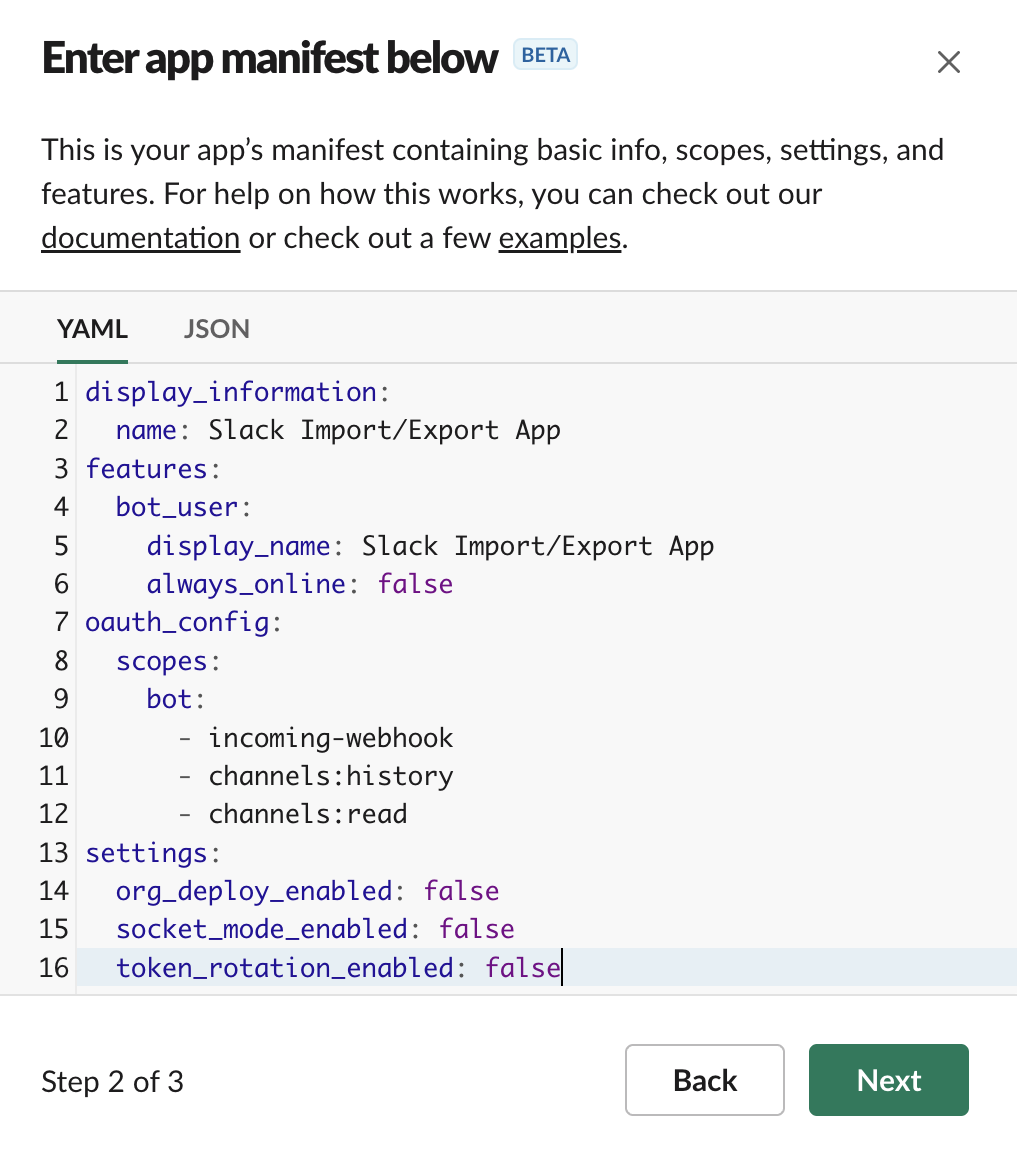 Enter app manifest below BETA
This is your app’s manifest containing basic info, scopes, settings, and
features. For help on how this works, you can check out our
documentation or check out a few examples.
YAML JSON
1 display_information:
2   name: Slack Import/Export App
3 features:
4   bot_user:
5     display_name: Slack Import/Export App
6     always_online: false
7 oauth_config:
8   scopes:
9     bot:
10       - incoming-webhook
11       - channels:history
12       - channels:read
13 settings:
14   org_deploy_enabled: false
15   socket_mode_enabled: false
16   token_rotation_enabled: false
Step 2 of 3 Back Next